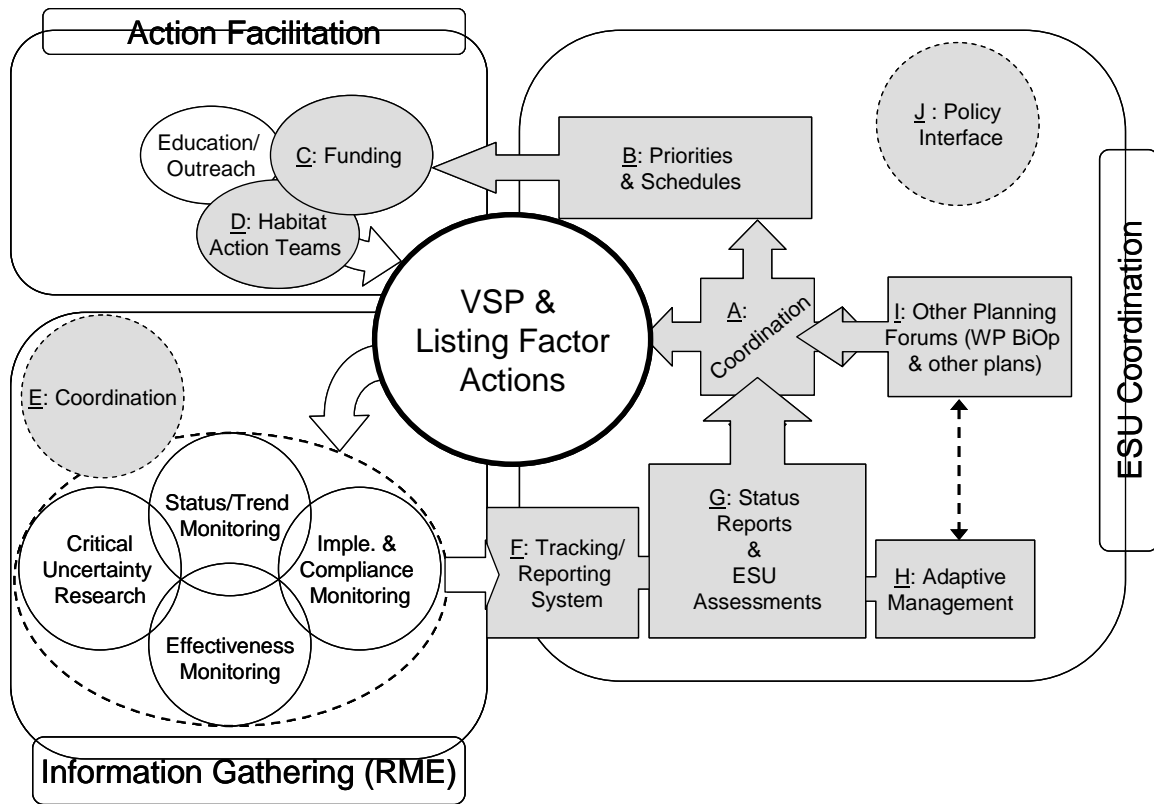 Action Facilitation
Education/
Outreach
C: Funding
D: Habitat
Action Teams
B: Priorities
& Schedules
J : Policy
Interface
VSP &
Listing Factor
Actions
A:
Coordination
I: Other Planning
Forums (WP BiOp
& other plans)
ESU Coordination
E: Coordination
Status/Trend
Monitoring
Critical
Uncertainty
Research
Imple. &
Compliance
Monitoring
Effectiveness
Monitoring
F: Tracking/
Reporting
System
G: Status
Reports
&
ESU
Assessments
H: Adaptive
Management
Information Gathering (RME)